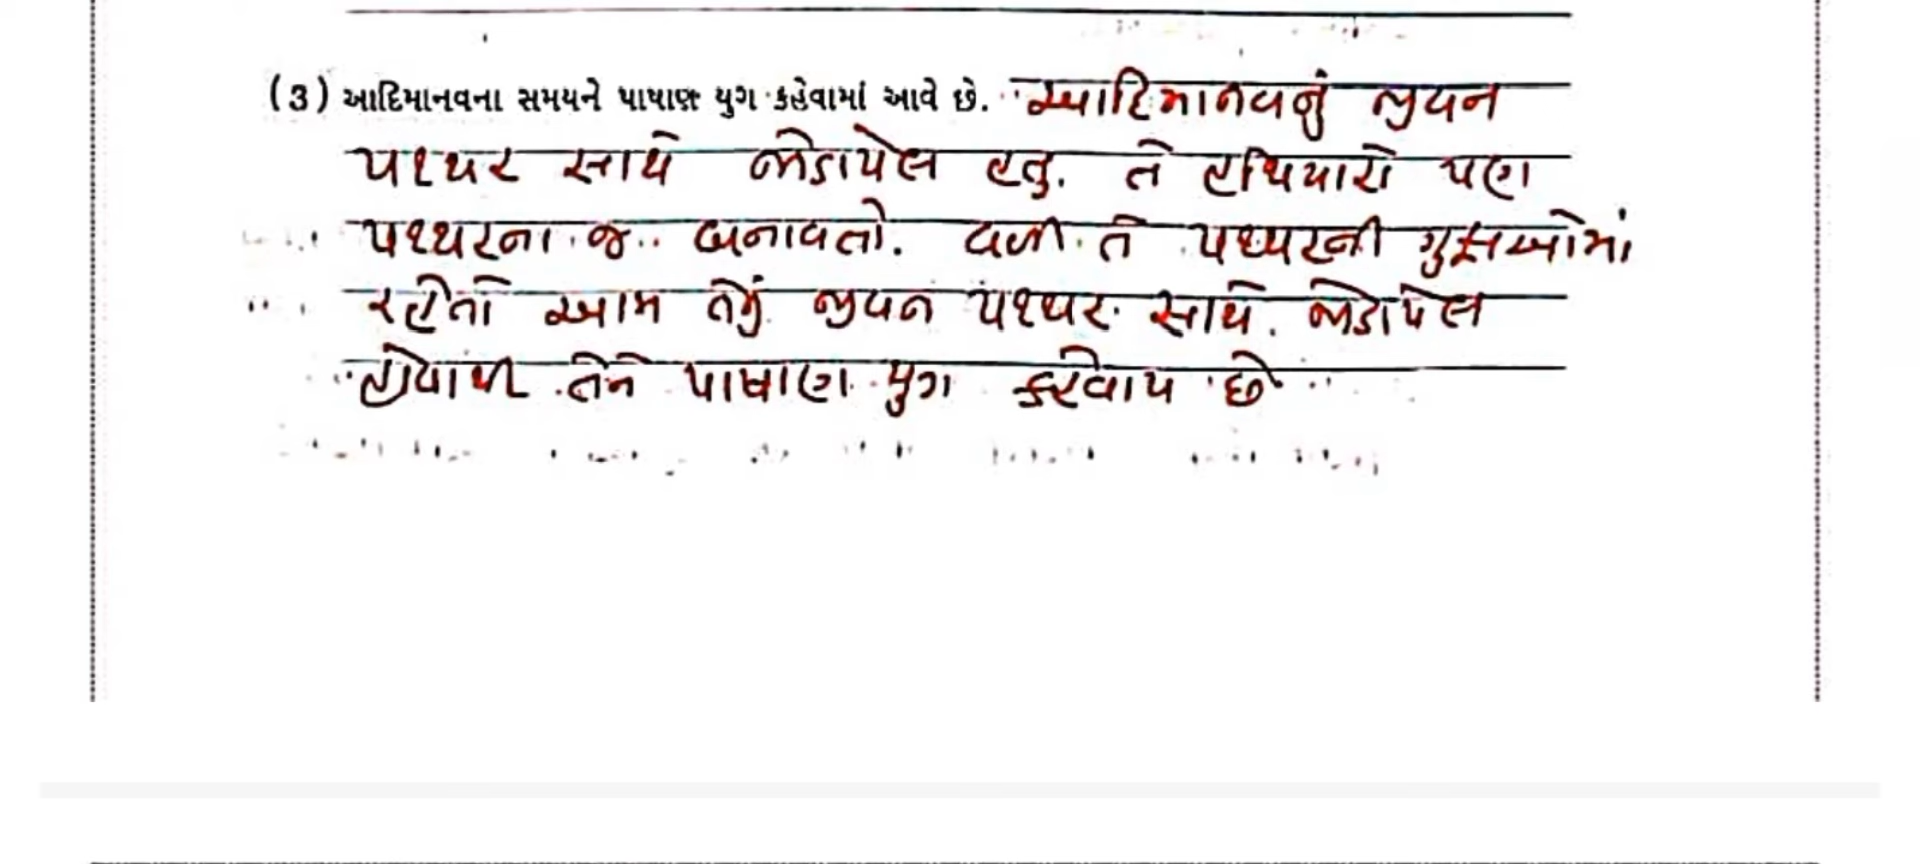 (3) આદિમાનવના સમયને પાષાણ યુગ કહેવામાં આવે છે. આદિમાનવનું જીવન
પથ્થર સાથે જોડાયેલ હતુ. તે હથિયારો પણ
પથ્થરના જ બનાવતો. વળી તે પથ્થરની ગુફાઓમાં
રહેતો આમ તેનું જીવન પથ્થર સાથે જોડાયેલ
હોવાથી તેને પાષાણ યુગ કહેવાય છે